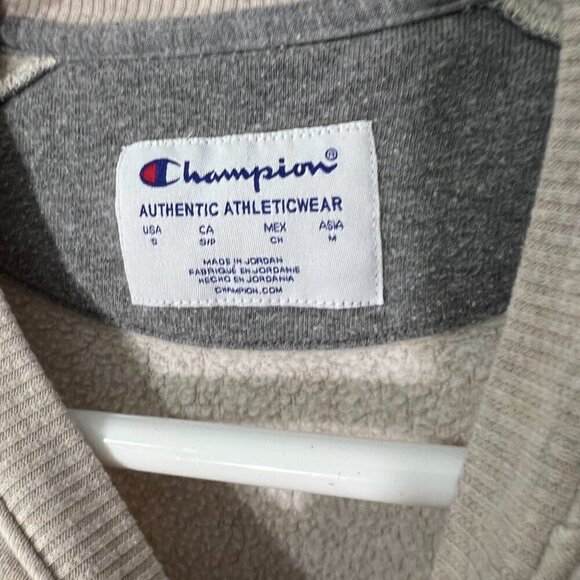 Champion®
AUTHENTIC ATHLETICWEAR
USA CA MEX ASIA
S S/P CH M
MADE IN JORDAN
FABRIQUÉ EN JORDANIE
HECHO EN JORDANIA
CHAMPION.COM